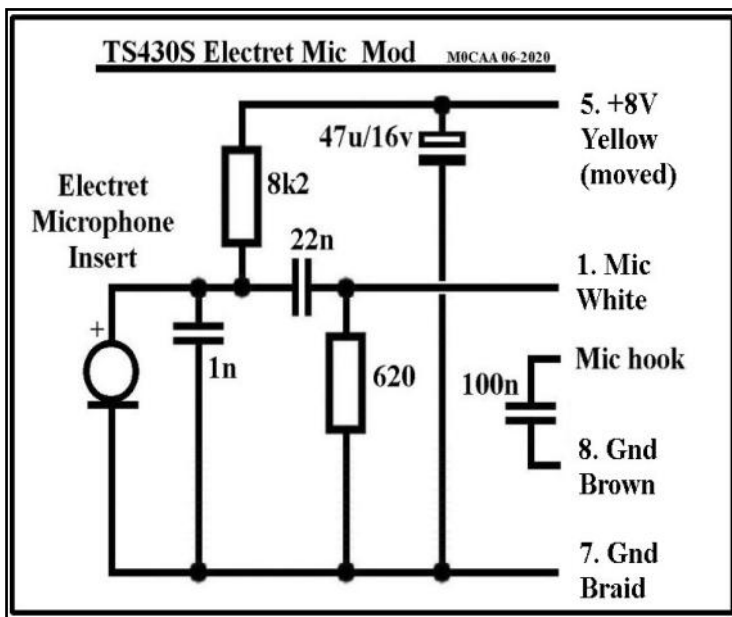 TS430S Electret Mic Mod M0CAA 06-2020
5. +8V
Yellow
(moved)
47u/16v
8k2
Electret
Microphone
Insert
22n
1. Mic
White
+
1n
620
Mic hook
100n
8. Gnd
Brown
7. Gnd
Braid